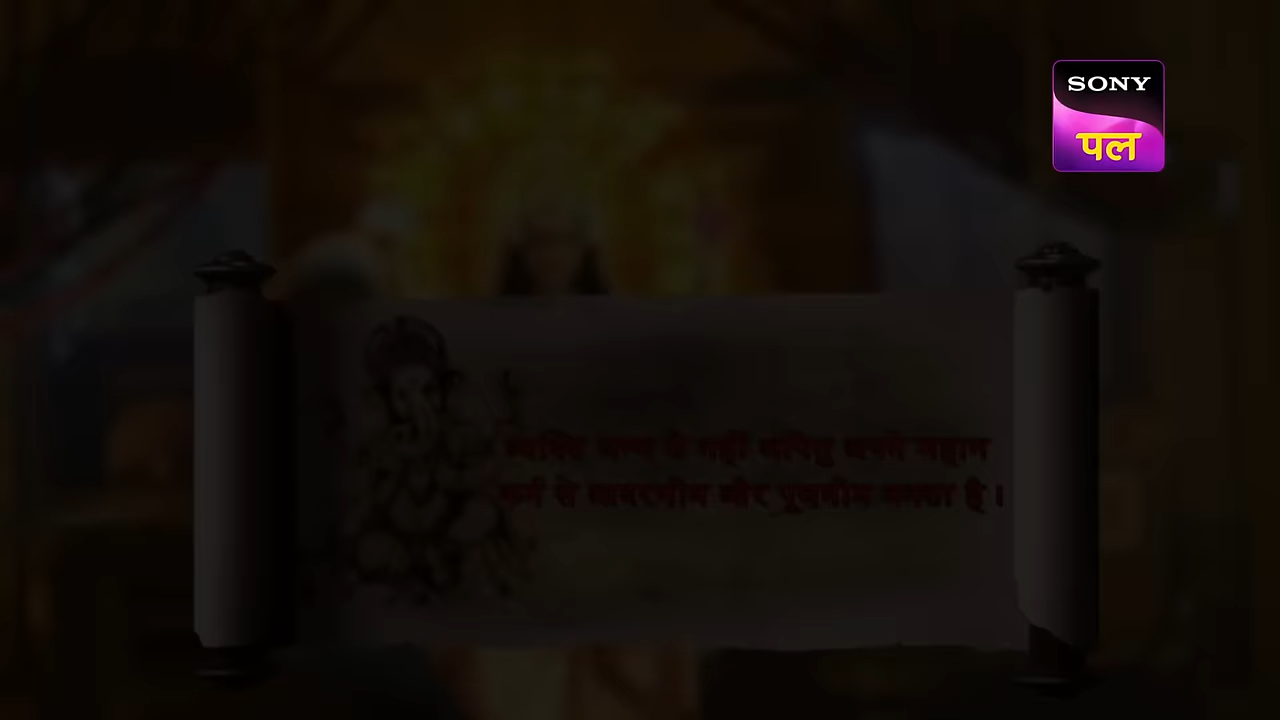 SONY
पल
व्यक्ति जन्म से नहीं अपितु अपने महान
कर्म से आदरणीय और पूजनीय बनता है ।